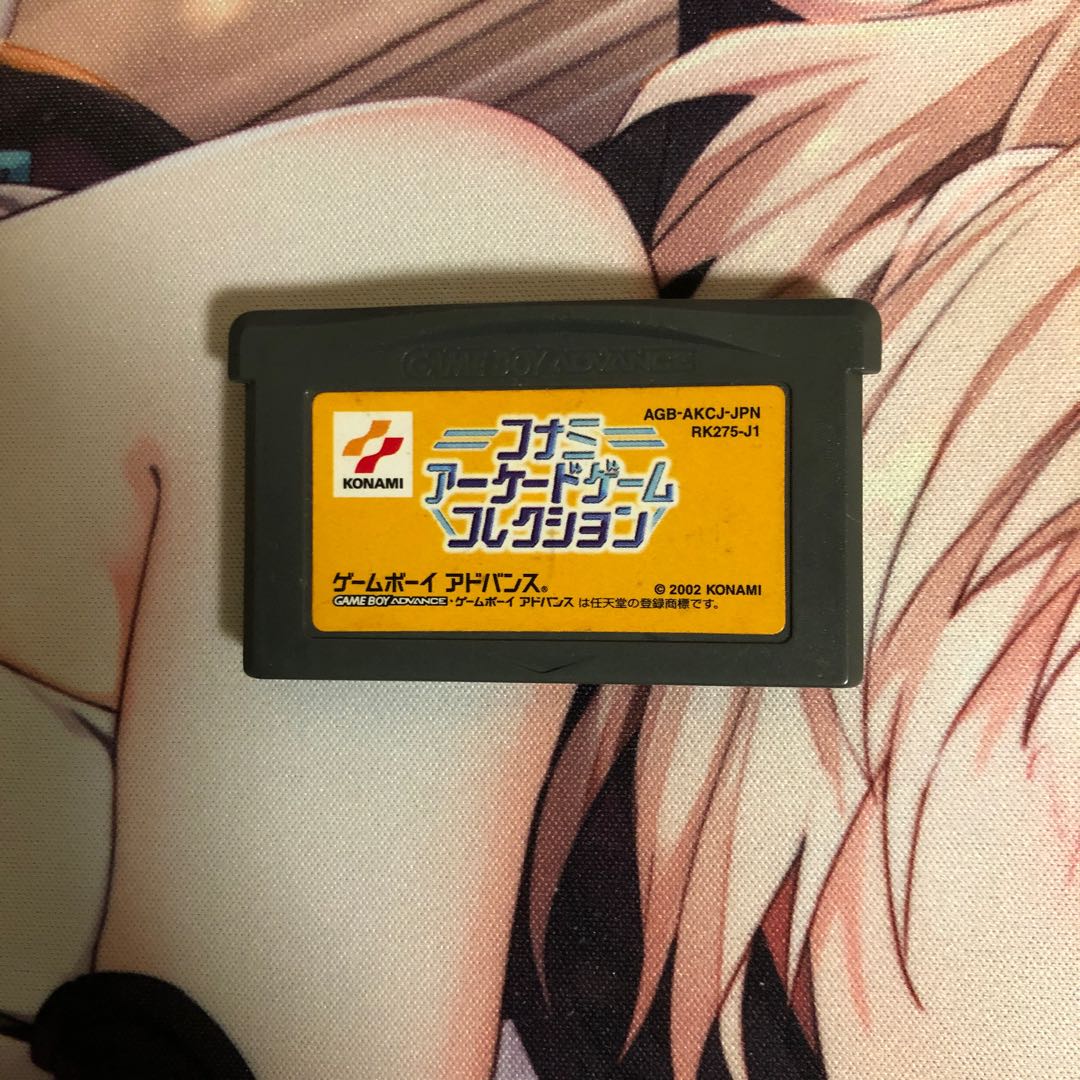 GAME BOY ADVANCE
AGB-AKCJ-JPN
RK275-J1
KONAMI
コナミ
アーケードゲーム
コレクション
ゲームボーイ アドバンス®
© 2002 KONAMI
GAME BOY ADVANCE・ゲームボーイ アドバンス は任天堂の登録商標です。